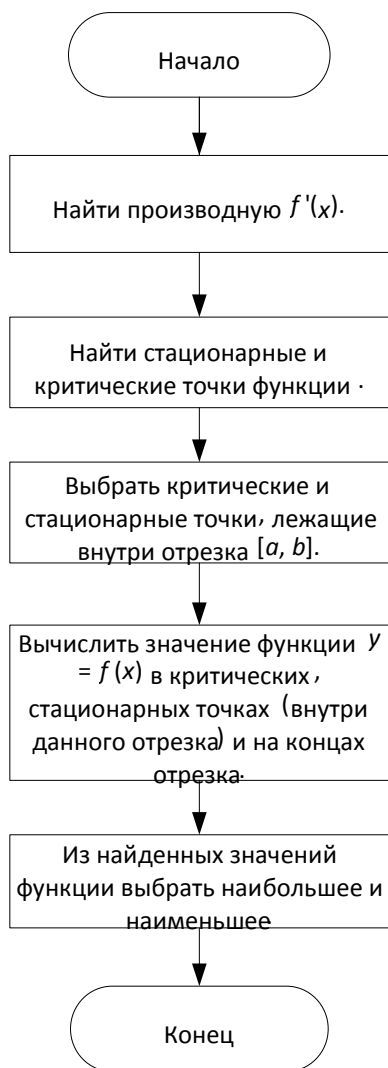 Начало
Найти производную f '(x).
Найти стационарные и
критические точки функции .
Выбрать критические и
стационарные точки, лежащие
внутри отрезка [a, b].
Вычислить значение функции y
= f (x) в критических,
стационарных точках (внутри
данного отрезка) и на концах
отрезка.
Из найденных значений
функции выбрать наибольшее и
наименьшее.
Конец